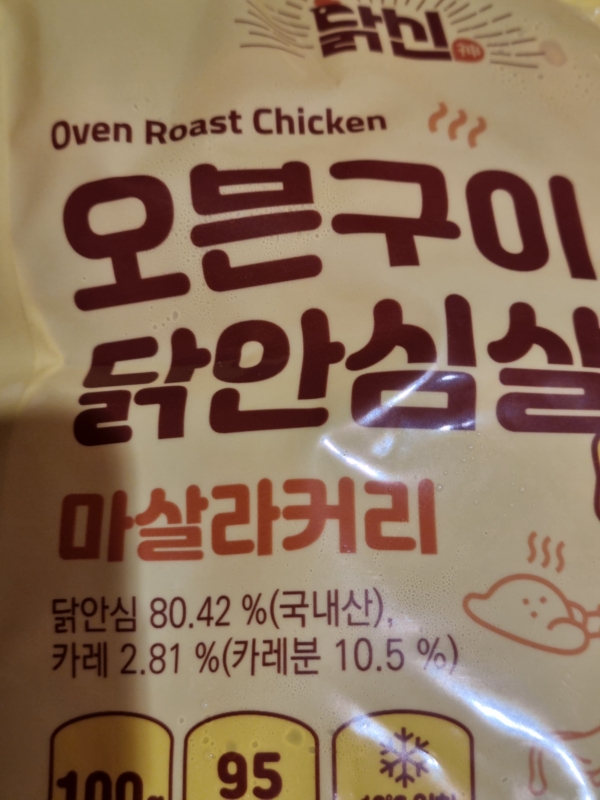 닭신
Oven Roast Chicken
오븐구이
닭안심살
마살라커리
닭안심 80.42 %(국내산),
카레 2.81 %(카레분 10.5 %)
100g
95